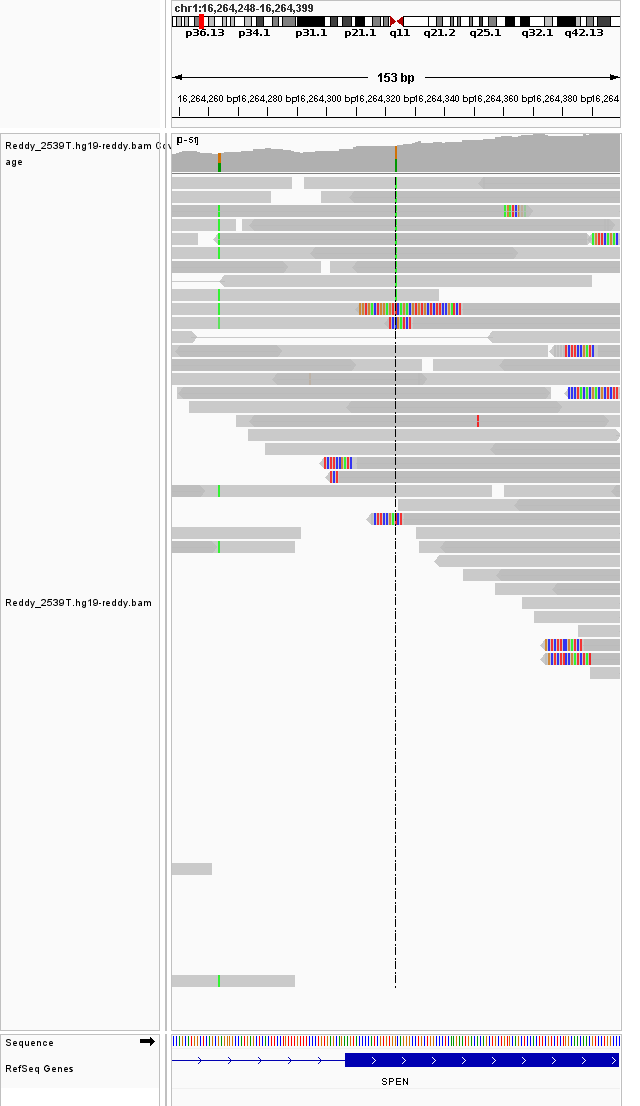 chr1:16,264,248-16,264,399
p36.13 p34.1 p31.1 p21.1 q11 q21.2 q25.1 q32.1 q42.13
153 bp
16,264,260 bp 16,264,280 bp 16,264,300 bp 16,264,320 bp 16,264,340 bp 16,264,360 bp 16,264,380 bp 16,264
Reddy_2539T.hg19-reddy.bam Cov
age
[0 - 51]
Reddy_2539T.hg19-reddy.bam
Sequence
RefSeq Genes
SPEN